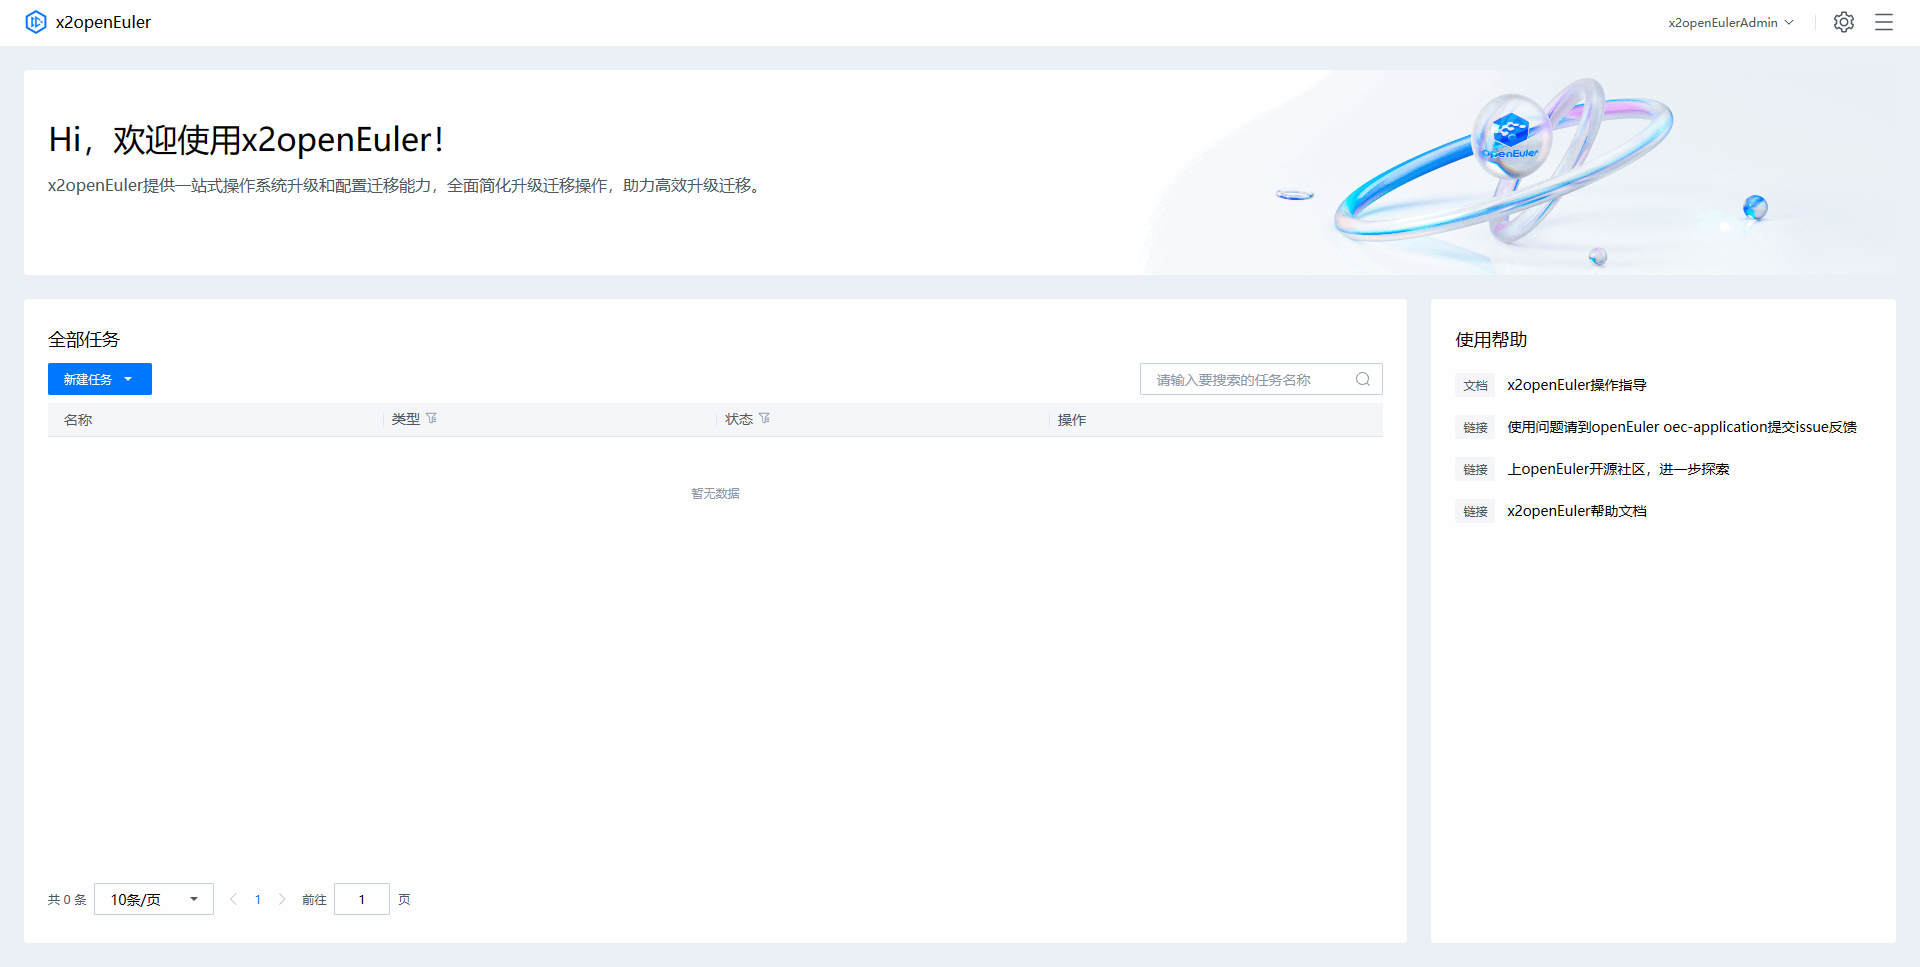 x2openEuler
x2openEulerAdmin
Hi，欢迎使用x2openEuler！
x2openEuler提供一站式操作系统升级和配置迁移能力，全面简化升级迁移操作，助力高效升级迁移。
openEuler
全部任务
新建任务
请输入要搜索的任务名称
名称 类型 状态 操作
暂无数据
共 0 条 10条/页 1 前往 1 页
使用帮助
文档 x2openEuler操作指导
链接 使用问题请到openEuler oec-application提交issue反馈
链接 上openEuler开源社区，进一步探索
链接 x2openEuler帮助文档